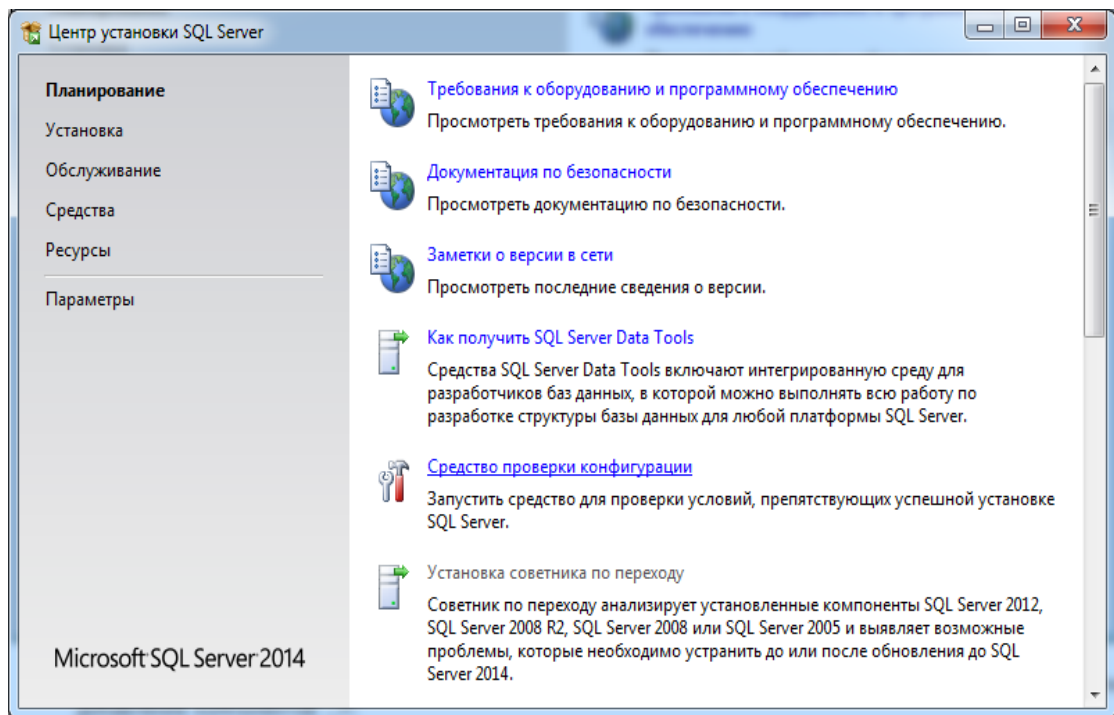 Центр установки SQL Server
Планирование
Установка
Обслуживание
Средства
Ресурсы
Параметры
Microsoft SQL Server 2014
Требования к оборудованию и программному обеспечению
Просмотреть требования к оборудованию и программному обеспечению.
Документация по безопасности
Просмотреть документацию по безопасности.
Заметки о версии в сети
Просмотреть последние сведения о версии.
Как получить SQL Server Data Tools
Средства SQL Server Data Tools включают интегрированную среду для
разработчиков баз данных, в которой можно выполнять всю работу по
разработке структуры базы данных для любой платформы SQL Server.
Средство проверки конфигурации
Запустить средство для проверки условий, препятствующих успешной установке
SQL Server.
Установка советника по переходу
Советник по переходу анализирует установленные компоненты SQL Server 2012,
SQL Server 2008 R2, SQL Server 2008 или SQL Server 2005 и выявляет возможные
проблемы, которые необходимо устранить до или после обновления до SQL
Server 2014.